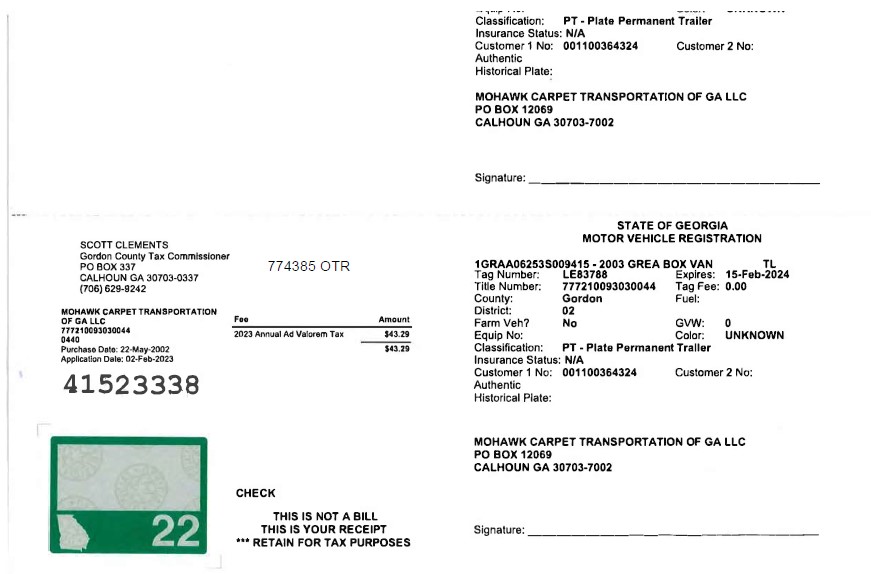 Classification: PT - Plate Permanent Trailer
Insurance Status: N/A
Customer 1 No: 001100364324 Customer 2 No:
Authentic
Historical Plate:
MOHAWK CARPET TRANSPORTATION OF GA LLC
PO BOX 12069
CALHOUN GA 30703-7002
Signature:
SCOTT CLEMENTS
Gordon County Tax Commissioner
PO BOX 337
CALHOUN GA 30703-0337
(706) 629-9242
774385 OTR
MOHAWK CARPET TRANSPORTATION
OF GA LLC
777210093030044
0440
Purchase Date: 22-May-2002
Application Date: 02-Feb-2023
Fee Amount
2023 Annual Ad Valorem Tax $43.29
$43.29
41523338
22
CHECK
THIS IS NOT A BILL
THIS IS YOUR RECEIPT
*** RETAIN FOR TAX PURPOSES
STATE OF GEORGIA
MOTOR VEHICLE REGISTRATION
1GRAA06253S009415 - 2003 GREA BOX VAN TL
Tag Number: LE83788 Expires: 15-Feb-2024
Title Number: 777210093030044 Tag Fee: 0.00
County: Gordon Fuel:
District: 02
Farm Veh? No GVW: 0
Equip No: Color: UNKNOWN
Classification: PT - Plate Permanent Trailer
Insurance Status: N/A
Customer 1 No: 001100364324 Customer 2 No:
Authentic
Historical Plate:
MOHAWK CARPET TRANSPORTATION OF GA LLC
PO BOX 12069
CALHOUN GA 30703-7002
Signature: